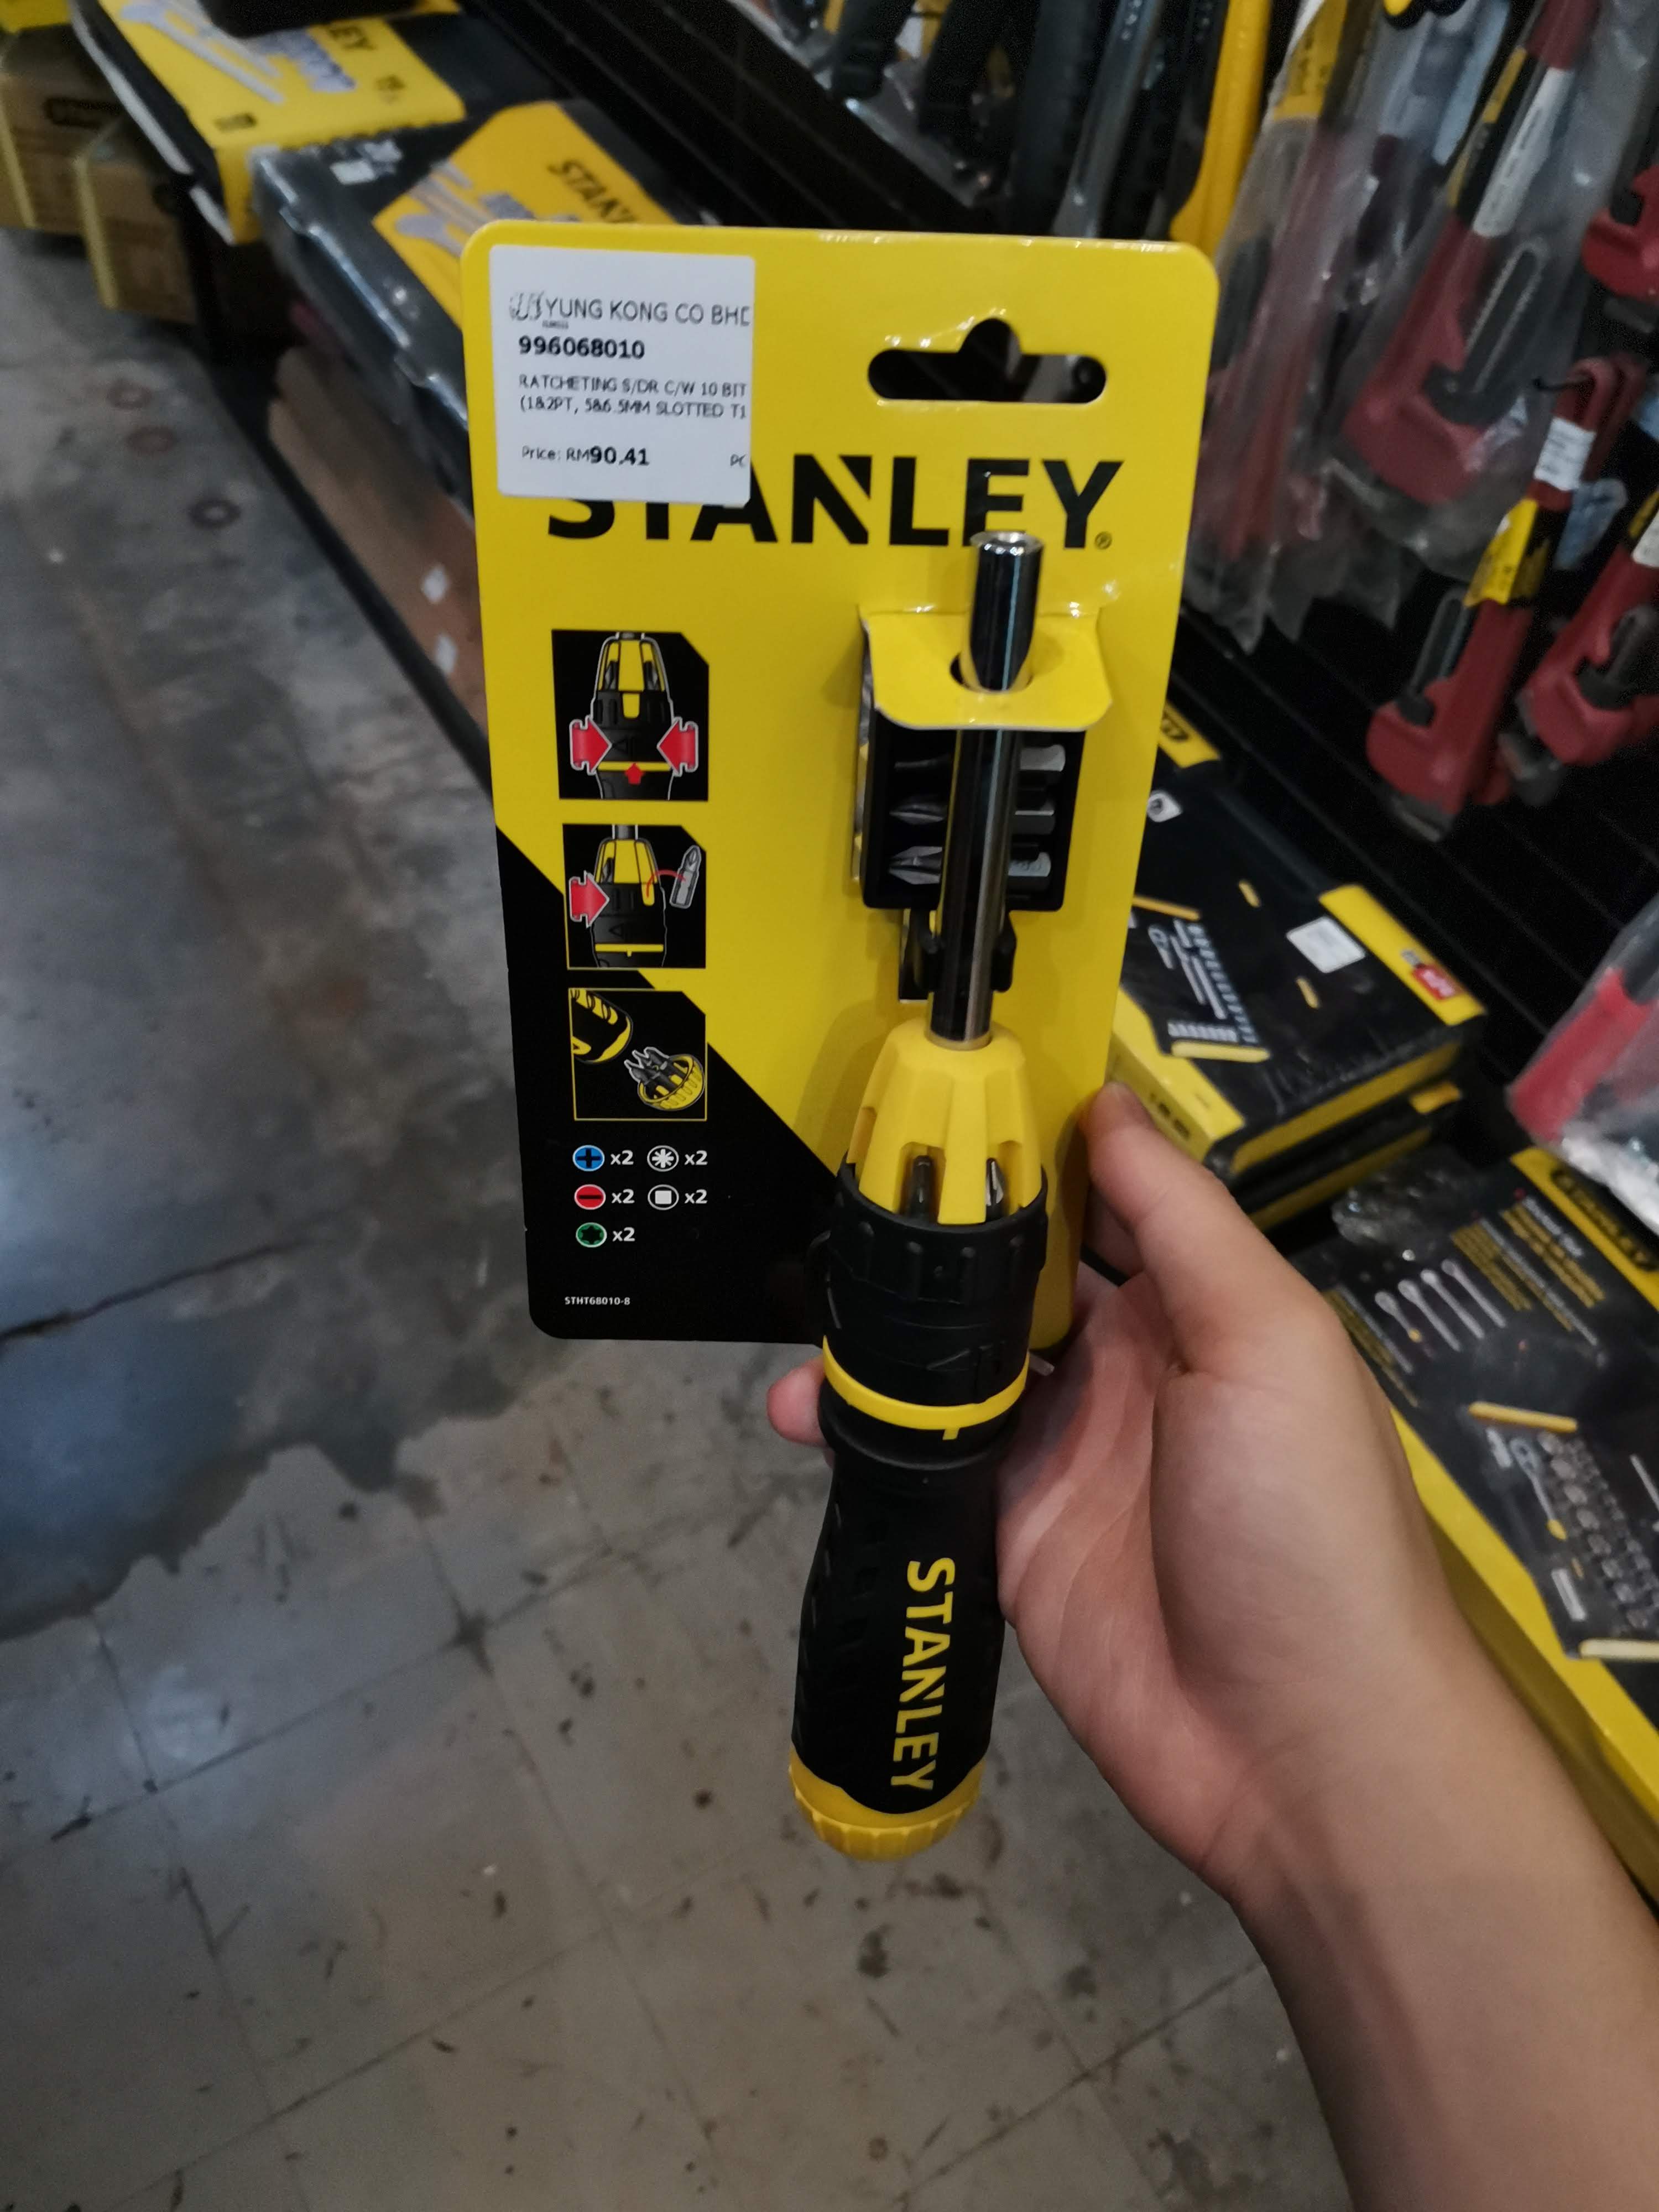 YUNG KONG CO BHD
996068010
RATCHETING S/DR C/W 10 BIT
(1&2PT, 5&6.5MM SLOTTED T1
Price: RM90.41
PC
STANLEY®
x2 x2
x2 x2
x2
STHT68010-8
STANLEY